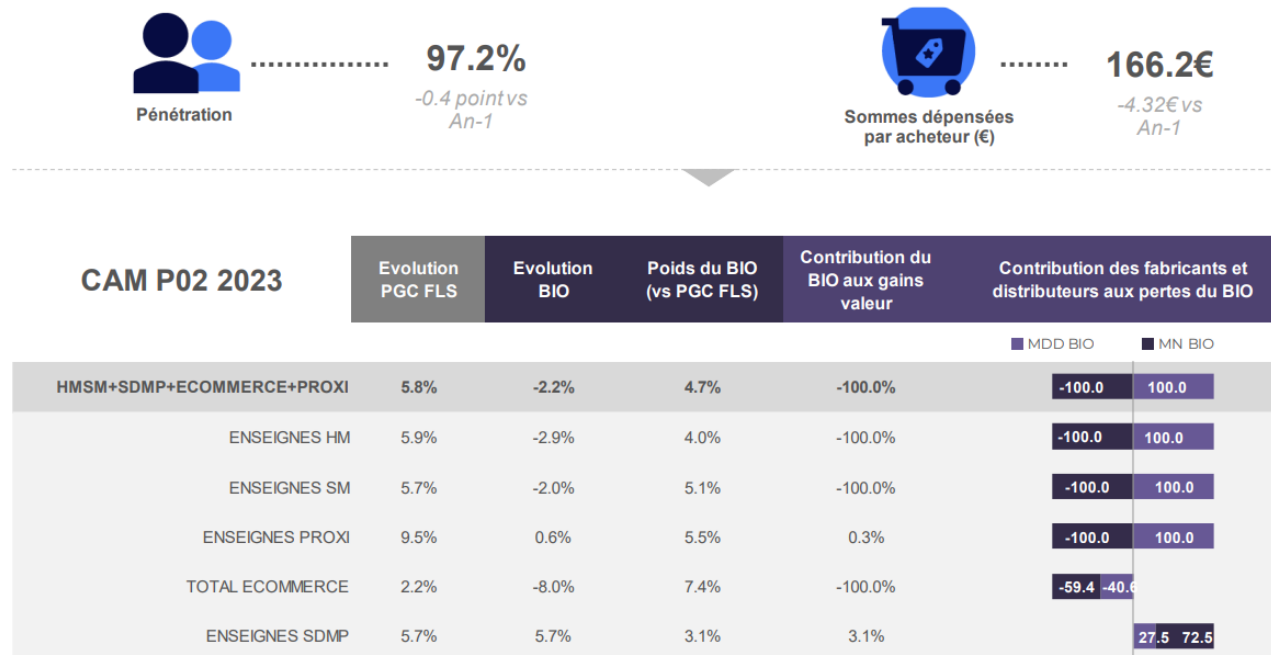 97.2%
-0.4 point vs
An-1
Pénétration
166.2€
-4.32€ vs
An-1
Sommes dépensées
par acheteur (€)
CAM P02 2023
Evolution
PGC FLS
Evolution
BIO
Poids du BIO
(vs PGC FLS)
Contribution du
BIO aux gains
valeur
Contribution des fabricants et
distributeurs aux pertes du BIO
MDD BIO MN BIO
HMSM+SDMP+ECOMMERCE+PROXI 5.8% -2.2% 4.7% -100.0% -100.0 100.0
ENSEIGNES HM 5.9% -2.9% 4.0% -100.0% -100.0 100.0
ENSEIGNES SM 5.7% -2.0% 5.1% -100.0% -100.0 100.0
ENSEIGNES PROXI 9.5% 0.6% 5.5% 0.3% -100.0 100.0
TOTAL ECOMMERCE 2.2% -8.0% 7.4% -100.0% -59.4 -40.6
ENSEIGNES SDMP 5.7% 5.7% 3.1% 3.1% 27.5 72.5